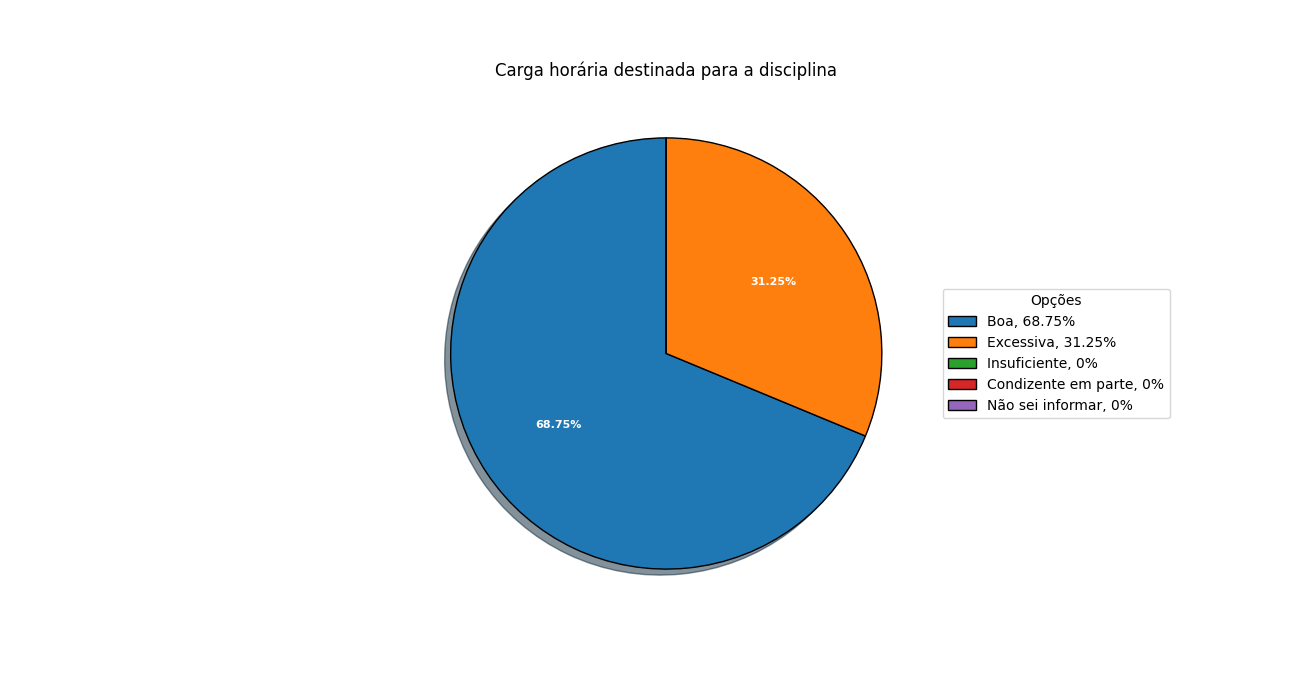 Carga horária destinada para a disciplina
31.25%
68.75%
Opções
Boa, 68.75%
Excessiva, 31.25%
Insuficiente, 0%
Condizente em parte, 0%
Não sei informar, 0%